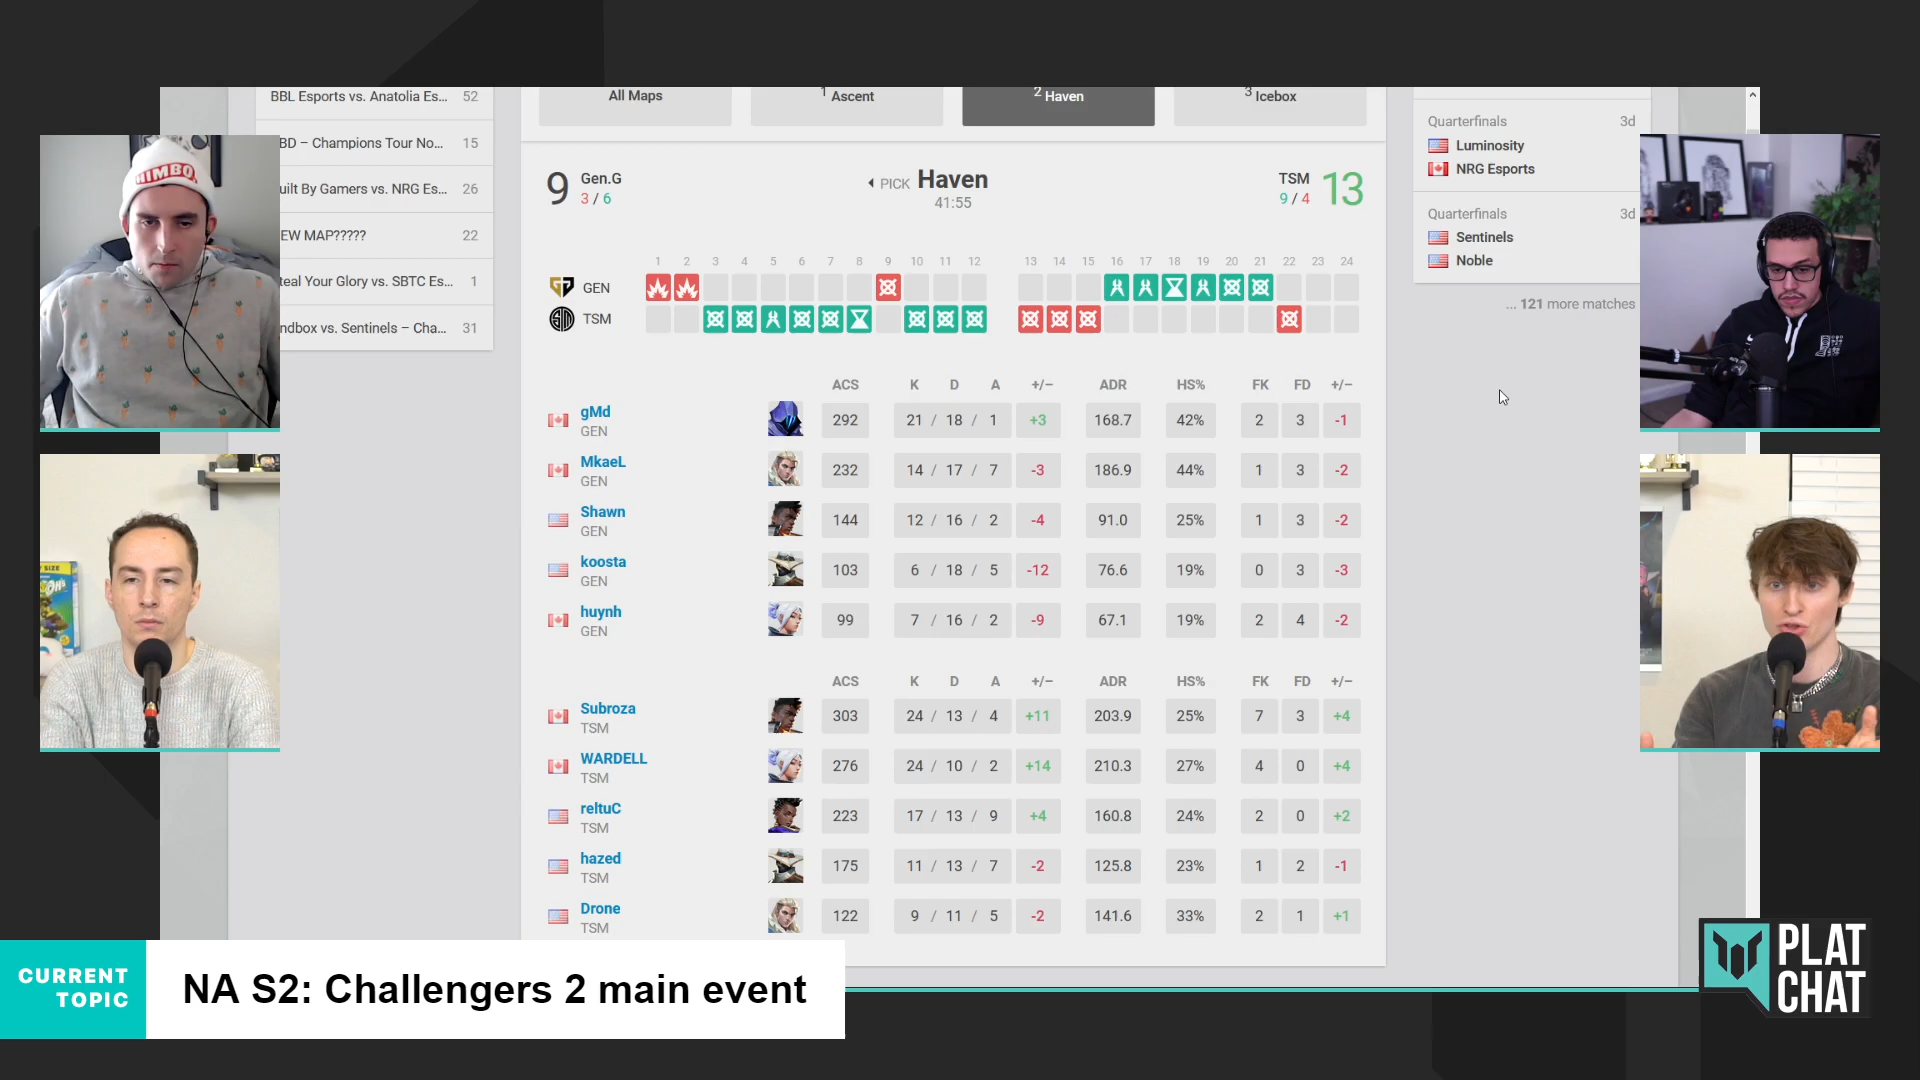 BBL Esports vs. Anatolia Es... 52
BD – Champions Tour No... 15
uilt By Gamers vs. NRG Es... 26
EW MAP????? 22
teal Your Glory vs. SBTC Es... 1
ndbox vs. Sentinels – Cha... 31
All Maps
1 Ascent
2 Haven
3 Icebox
9 Gen.G
3 / 6
PICK Haven
41:55
TSM 13
9 / 4
1 2 3 4 5 6 7 8 9 10 11 12 13 14 15 16 17 18 19 20 21 22 23 24
GEN
TSM
ACS K D A +/– ADR HS% FK FD +/–
gMd GEN 292 21 / 18 / 1 +3 168.7 42% 2 3 -1
MkaeL GEN 232 14 / 17 / 7 -3 186.9 44% 1 3 -2
Shawn GEN 144 12 / 16 / 2 -4 91.0 25% 1 3 -2
koosta GEN 103 6 / 18 / 5 -12 76.6 19% 0 3 -3
huynh GEN 99 7 / 16 / 2 -9 67.1 19% 2 4 -2
ACS K D A +/– ADR HS% FK FD +/–
Subroza TSM 303 24 / 13 / 4 +11 203.9 25% 7 3 +4
WARDELL TSM 276 24 / 10 / 2 +14 210.3 27% 4 0 +4
reltuC TSM 223 17 / 13 / 9 +4 160.8 24% 2 0 +2
hazed TSM 175 11 / 13 / 7 -2 125.8 23% 1 2 -1
Drone TSM 122 9 / 11 / 5 -2 141.6 33% 2 1 +1
Quarterfinals 3d
Luminosity
NRG Esports
Quarterfinals 3d
Sentinels
Noble
... 121 more matches
HIMBO
CURRENT
TOPIC
NA S2: Challengers 2 main event
PLAT
CHAT